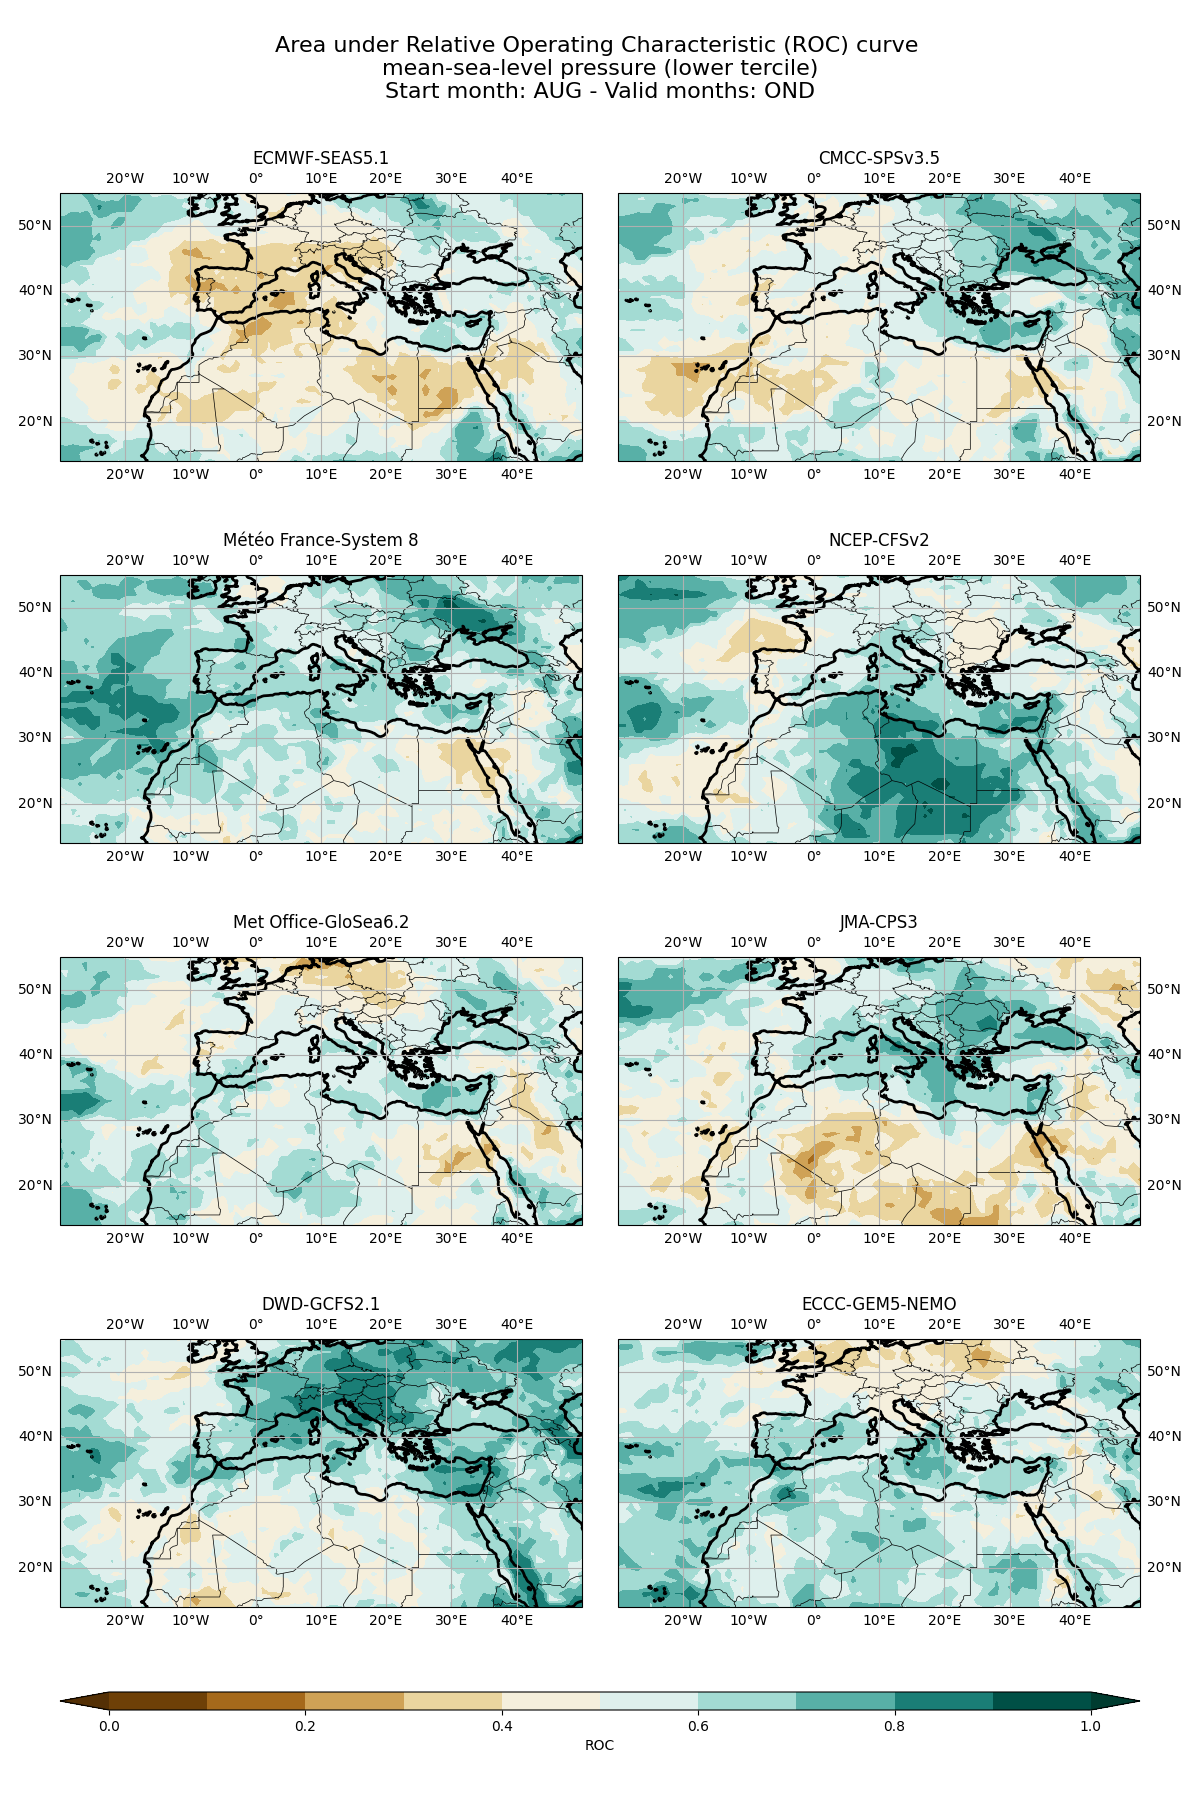 Area under Relative Operating Characteristic (ROC) curve
mean-sea-level pressure (lower tercile)
Start month: AUG - Valid months: OND
ECMWF-SEAS5.1
20°W 10°W 0° 10°E 20°E 30°E 40°E
50°N
40°N
30°N
20°N
20°W 10°W 0° 10°E 20°E 30°E 40°E
CMCC-SPSv3.5
20°W 10°W 0° 10°E 20°E 30°E 40°E
50°N
40°N
30°N
20°N
20°W 10°W 0° 10°E 20°E 30°E 40°E
Météo France-System 8
20°W 10°W 0° 10°E 20°E 30°E 40°E
50°N
40°N
30°N
20°N
20°W 10°W 0° 10°E 20°E 30°E 40°E
NCEP-CFSv2
20°W 10°W 0° 10°E 20°E 30°E 40°E
50°N
40°N
30°N
20°N
20°W 10°W 0° 10°E 20°E 30°E 40°E
Met Office-GloSea6.2
20°W 10°W 0° 10°E 20°E 30°E 40°E
50°N
40°N
30°N
20°N
20°W 10°W 0° 10°E 20°E 30°E 40°E
JMA-CPS3
20°W 10°W 0° 10°E 20°E 30°E 40°E
50°N
40°N
30°N
20°N
20°W 10°W 0° 10°E 20°E 30°E 40°E
DWD-GCFS2.1
20°W 10°W 0° 10°E 20°E 30°E 40°E
50°N
40°N
30°N
20°N
20°W 10°W 0° 10°E 20°E 30°E 40°E
ECCC-GEM5-NEMO
20°W 10°W 0° 10°E 20°E 30°E 40°E
50°N
40°N
30°N
20°N
20°W 10°W 0° 10°E 20°E 30°E 40°E
0.0 0.2 0.4 0.6 0.8 1.0
ROC